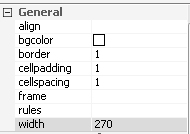 General
align
bgcolor
border 1
cellpadding 1
cellspacing 1
frame
rules
width 270